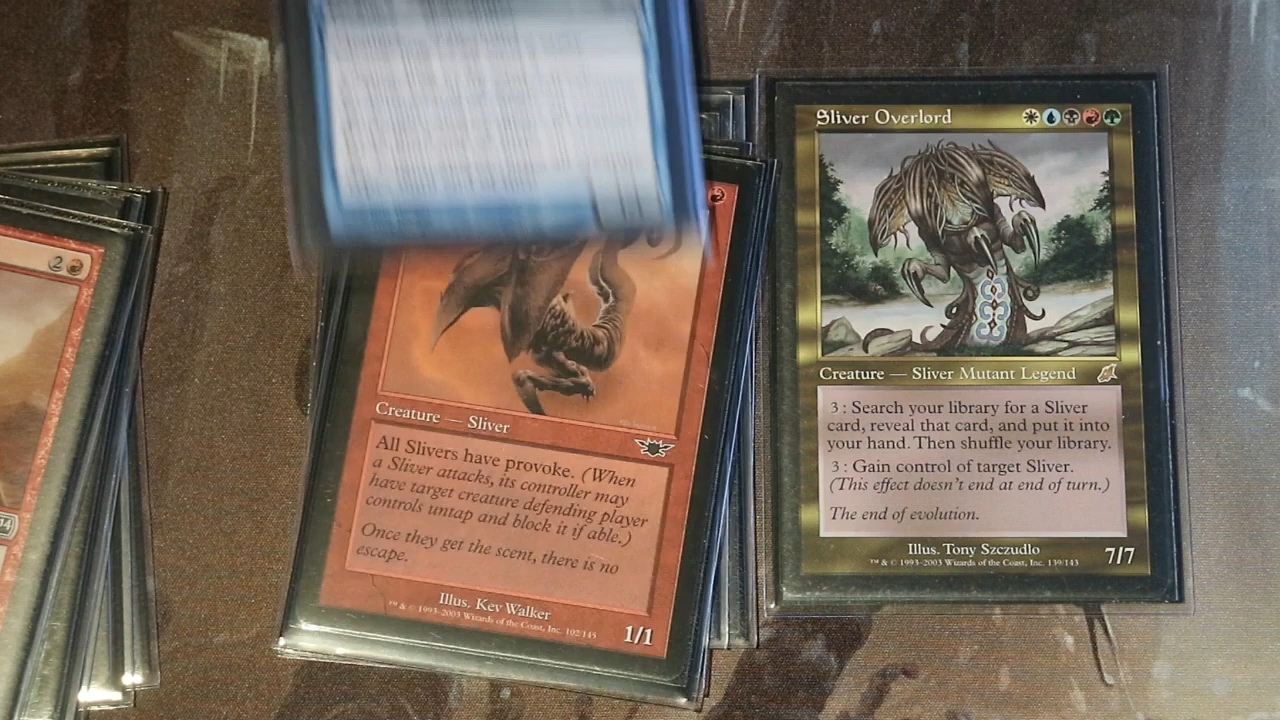 2
4
Creature — Sliver
All Slivers have provoke. (When
a Sliver attacks, its controller may
have target creature defending player
controls untap and block it if able.)
Once they get the scent, there is no
escape.
Illus. Kev Walker
™ & © 1993-2003 Wizards of the Coast, Inc. 102/145
1/1
Sliver Overlord
Creature — Sliver Mutant Legend
3: Search your library for a Sliver
card, reveal that card, and put it into
your hand. Then shuffle your library.
3: Gain control of target Sliver.
(This effect doesn't end at end of turn.)
The end of evolution.
Illus. Tony Szczudlo
™ & © 1993-2003 Wizards of the Coast, Inc. 139/143
7/7